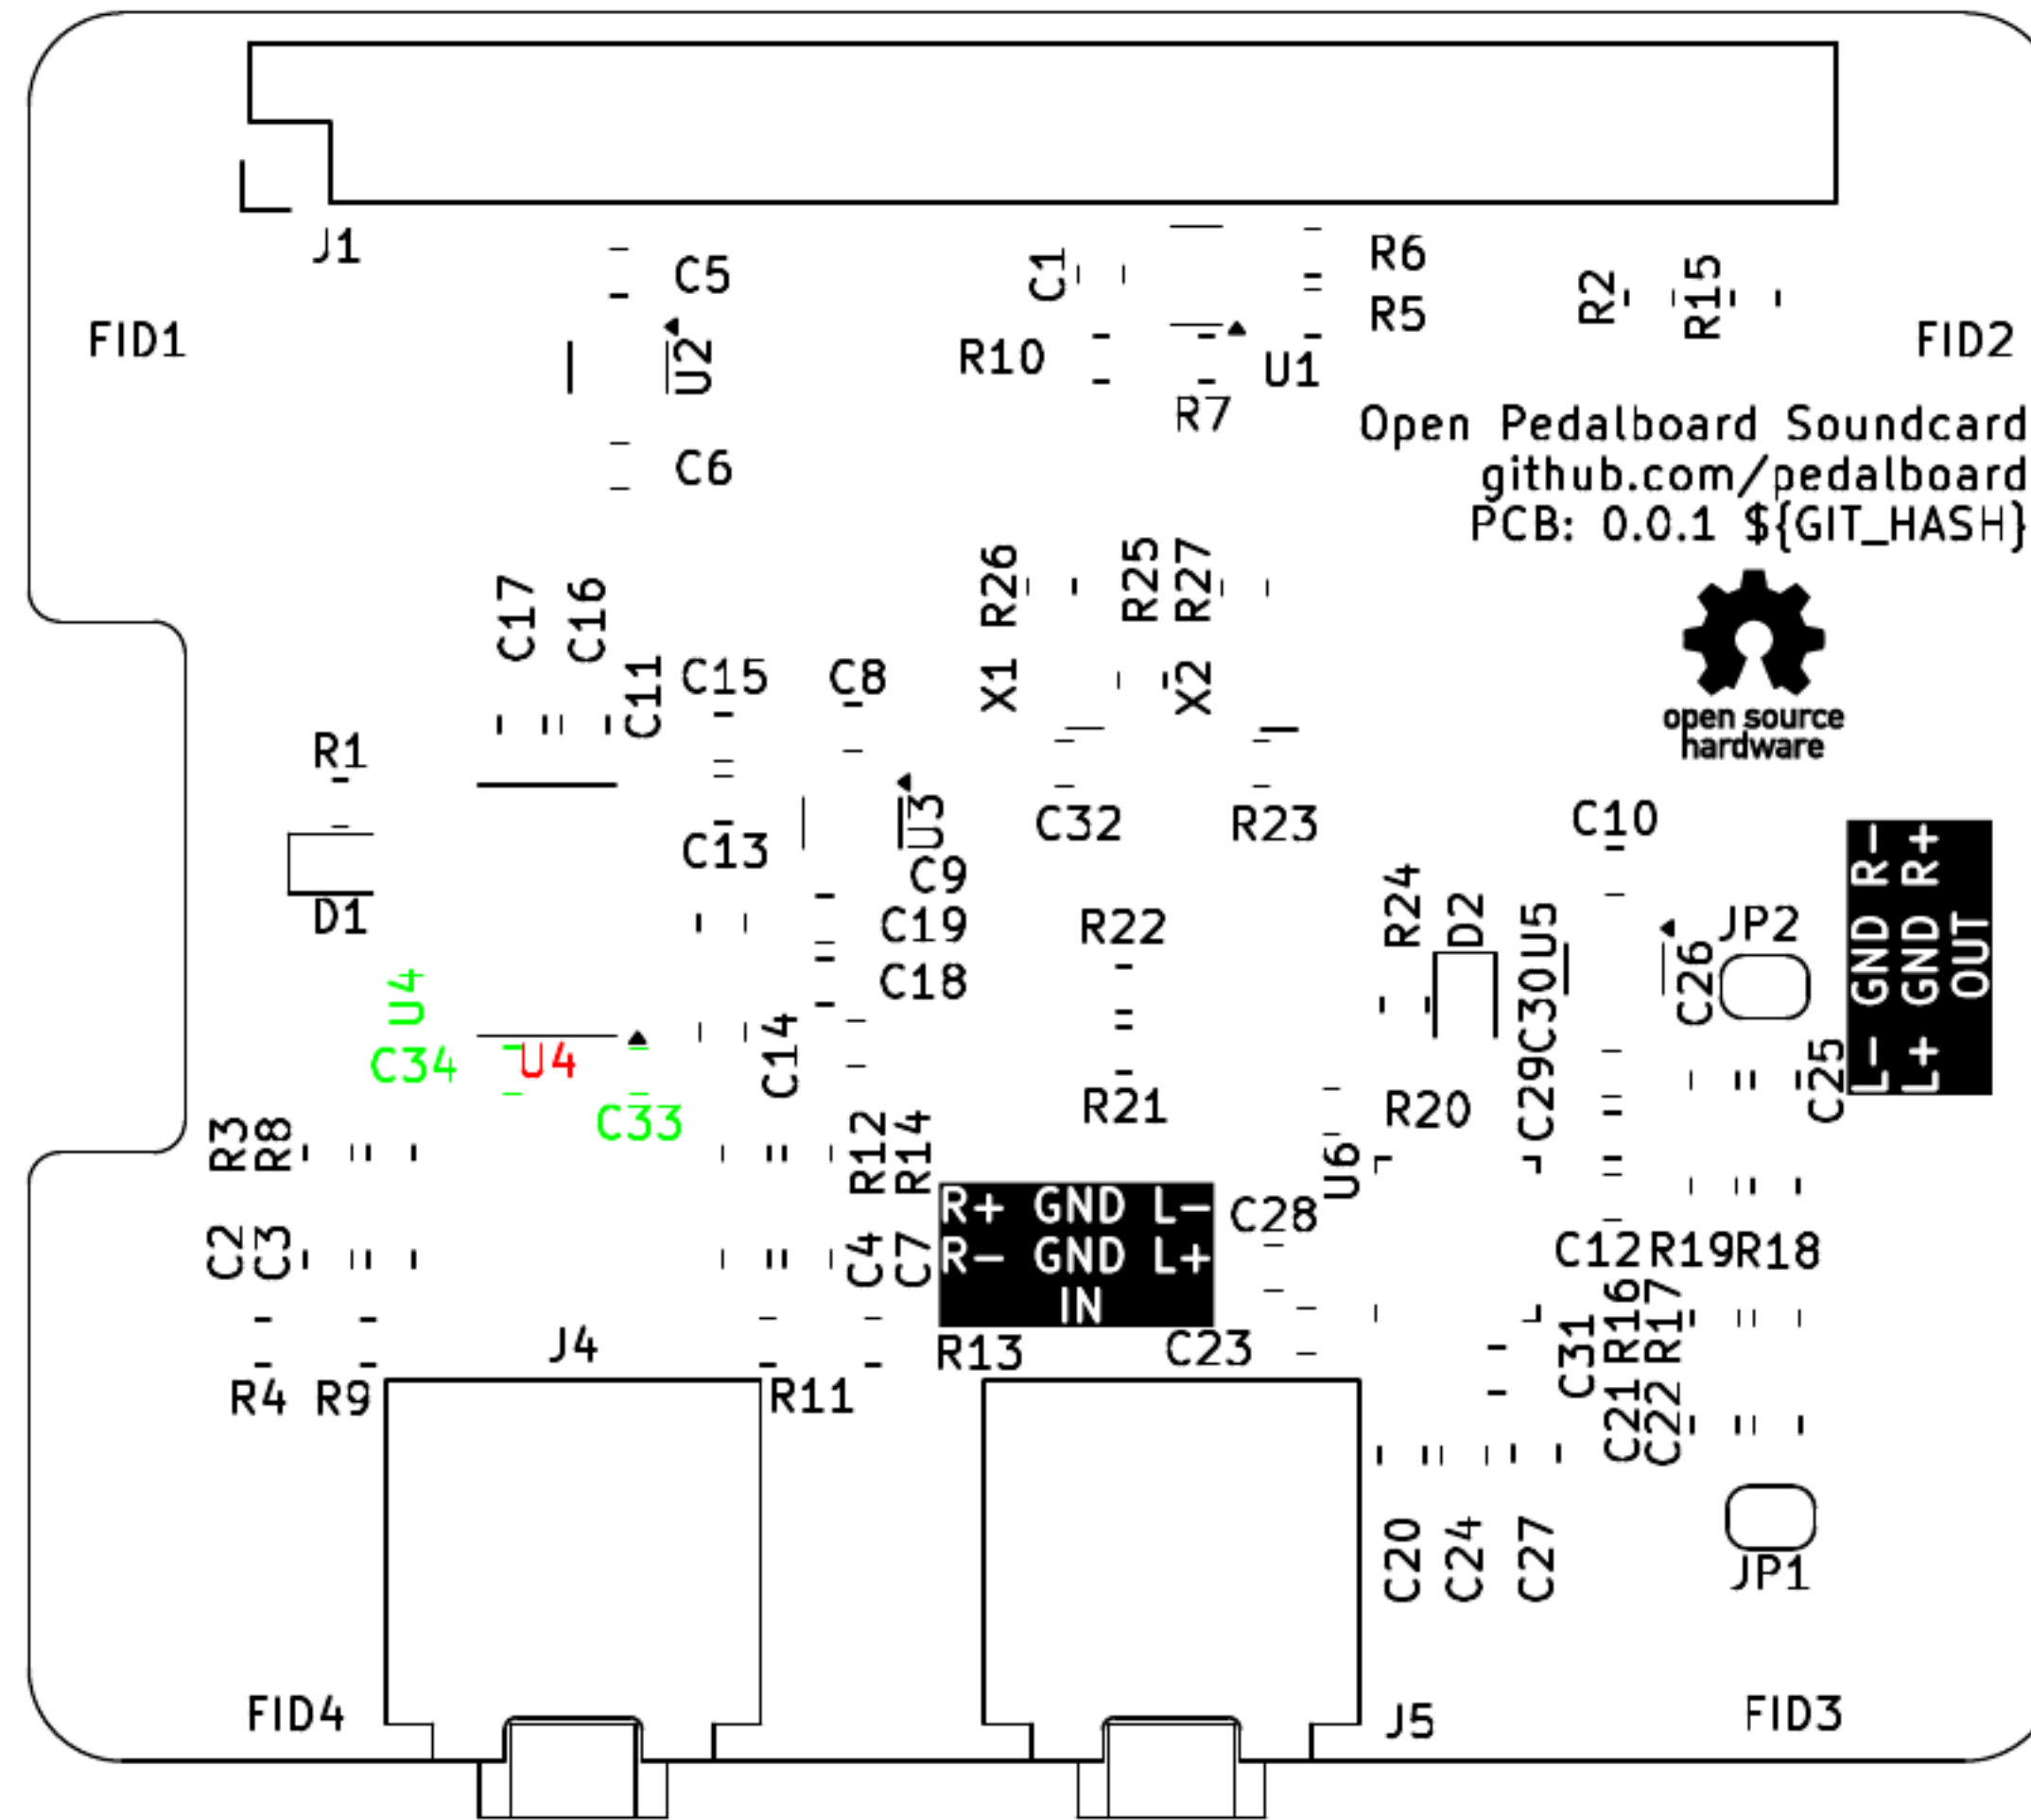 J1
C5
C1
R6
R5
R2
R15
FID1
U2
R10
U1
R7
FID2
Open Pedalboard Soundcard
github.com/pedalboard
PCB: 0.0.1 ${GIT_HASH}
C6
C17
C16
C11
C15
C8
R26
R25
R27
X1
X2
open source
hardware
R1
D1
C13
U3
C9
C32
R23
C10
C19
C18
R22
R24
D2
U5
C30
C26
JP2
R- R+
GND GND
L- L+
OUT
U4
C34
U4
C33
C14
R21
R20
C29
C25
R3
R8
R12
R14
U6
R+ GND L-
R- GND L+
IN
C28
C2
C3
C4
C7
C12
R19
R18
J4
R13
C23
C31
R16
R17
R4
R9
R11
C21
C22
C20
C24
C27
JP1
FID4
J5
FID3